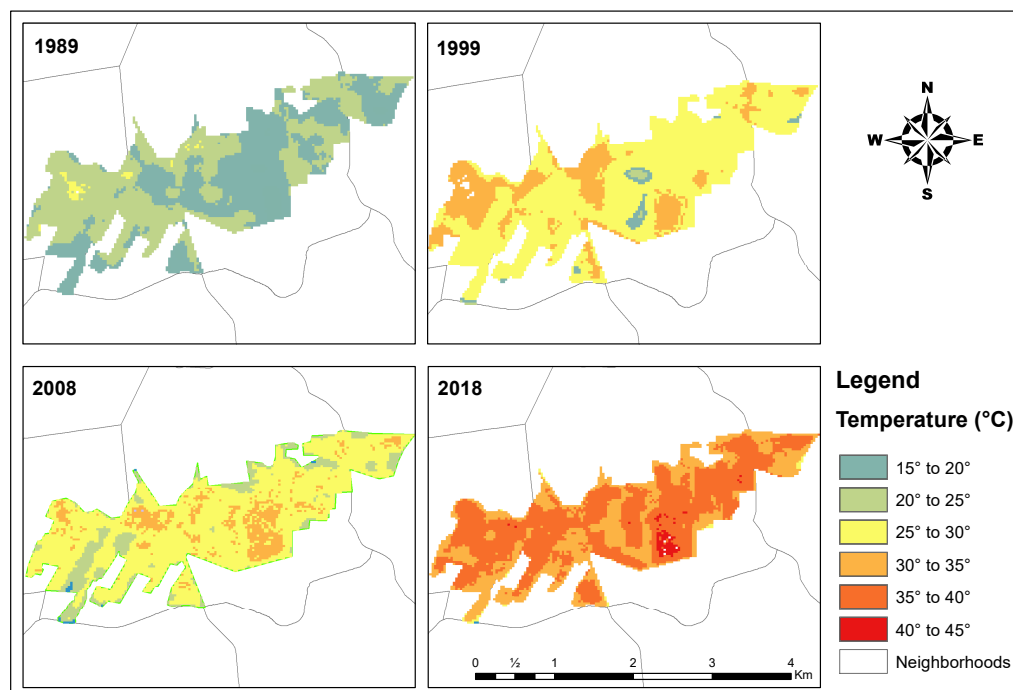 1989
1999
N
W
E
S
2008
2018
Legend
Temperature (°C)
15° to 20°
20° to 25°
25° to 30°
30° to 35°
35° to 40°
40° to 45°
Neighborhoods
0 ½ 1 2 3 4
Km